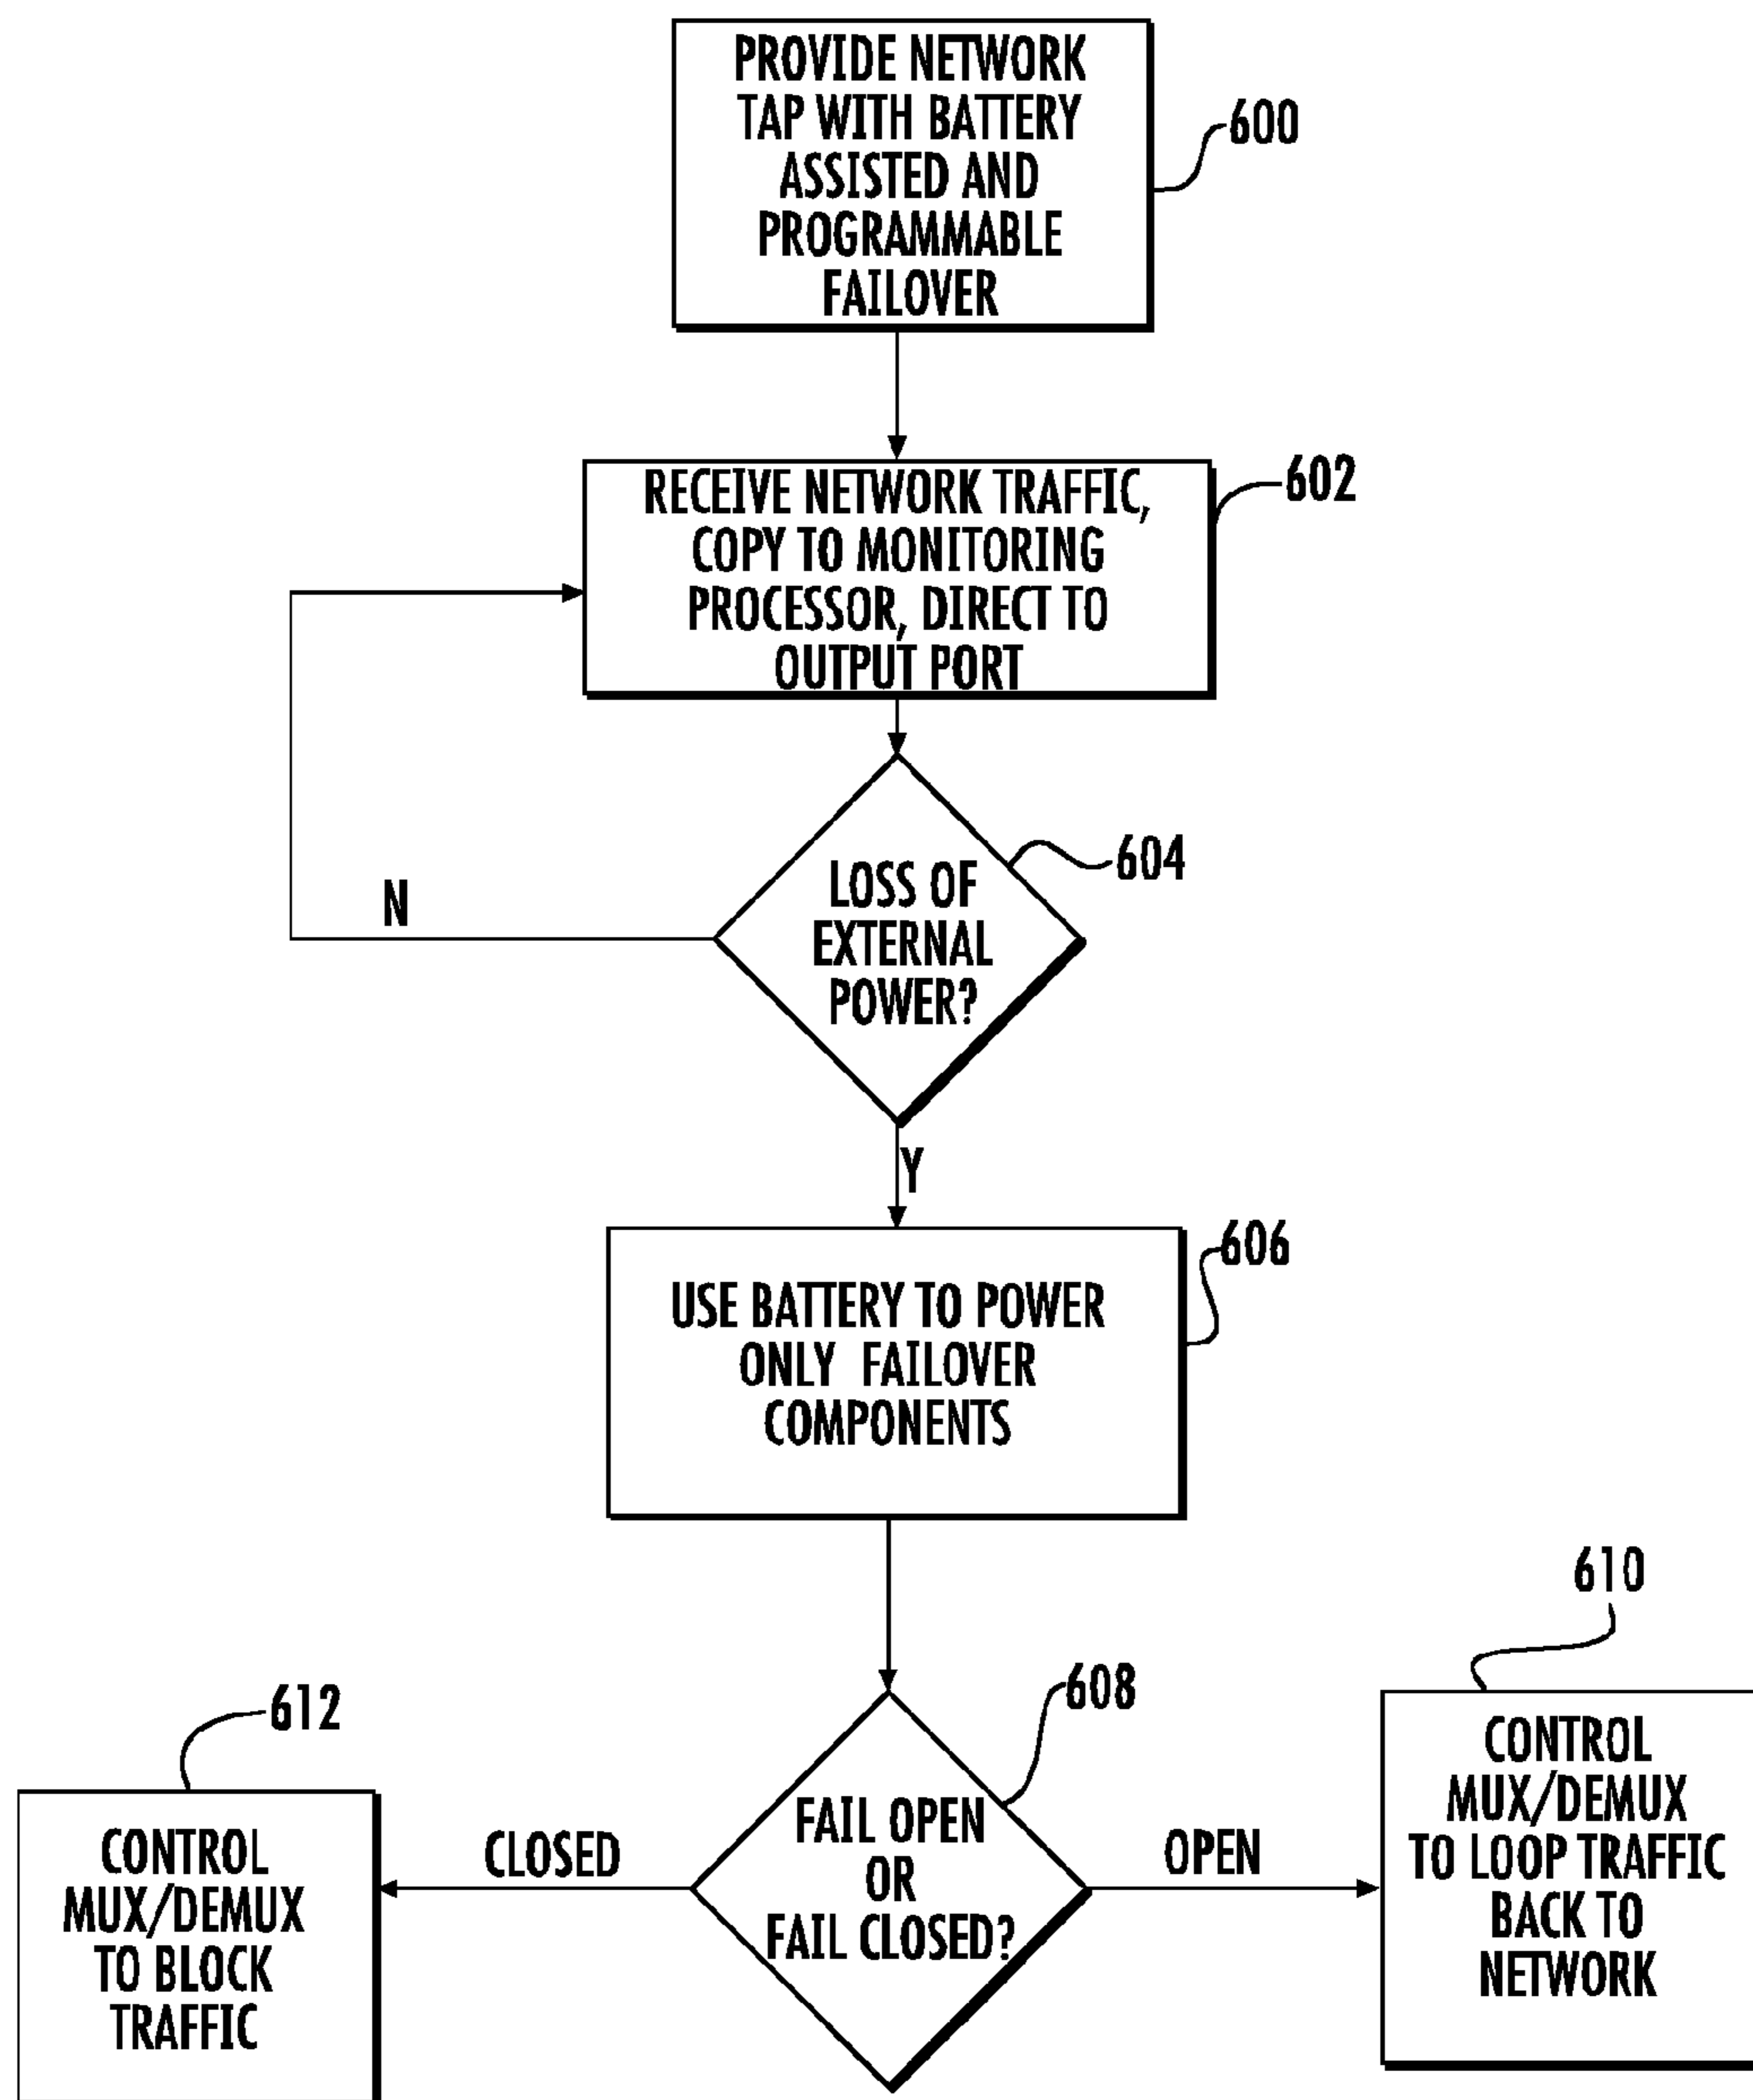 PROVIDE NETWORK
TAP WITH BATTERY
ASSISTED AND
PROGRAMMABLE
FAILOVER
600
RECEIVE NETWORK TRAFFIC,
COPY TO MONITORING
PROCESSOR, DIRECT TO
OUTPUT PORT
602
LOSS OF
EXTERNAL
POWER?
604
N
Y
USE BATTERY TO POWER
ONLY FAILOVER
COMPONENTS
606
FAIL OPEN
OR
FAIL CLOSED?
608
CLOSED
OPEN
612
CONTROL
MUX/DEMUX
TO BLOCK
TRAFFIC
610
CONTROL
MUX/DEMUX
TO LOOP TRAFFIC
BACK TO
NETWORK